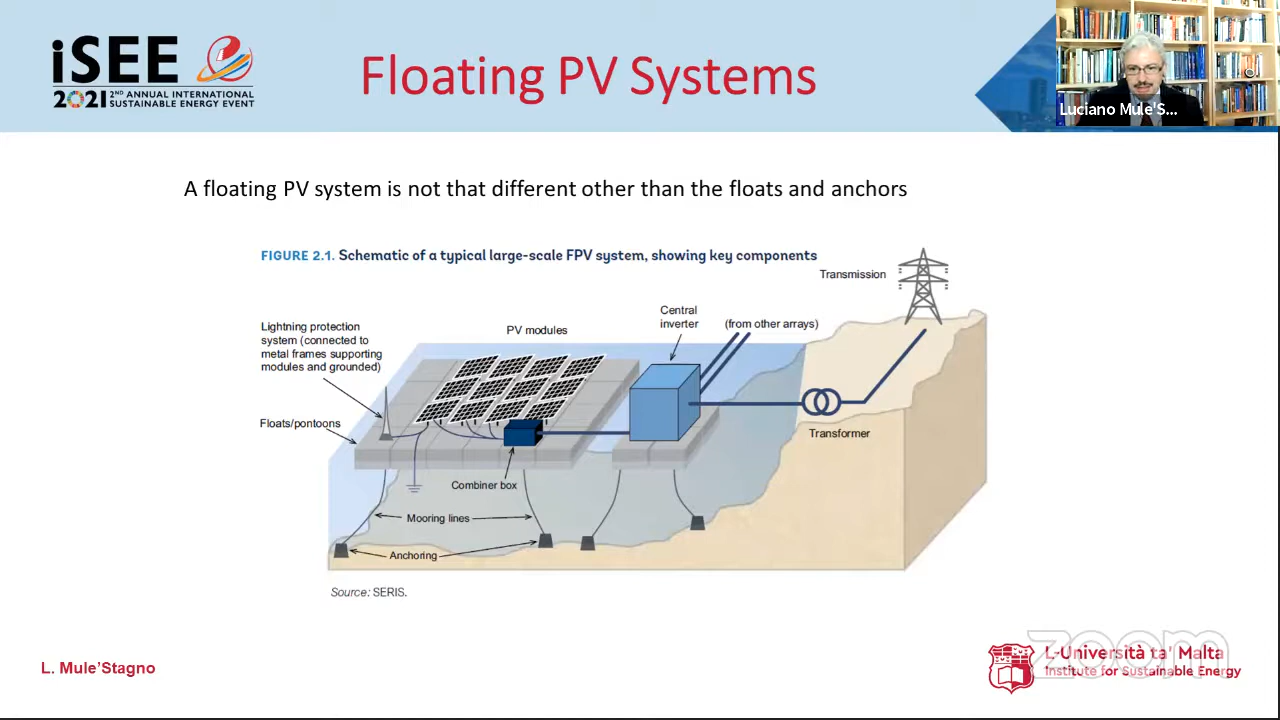 iSEE
2021 2ND ANNUAL INTERNATIONAL
SUSTAINABLE ENERGY EVENT
Floating PV Systems
Luciano Mule'S...
A floating PV system is not that different other than the floats and anchors
FIGURE 2.1. Schematic of a typical large-scale FPV system, showing key components
Transmission
Central
inverter
(from other arrays)
PV modules
Lightning protection
system (connected to
metal frames supporting
modules and grounded)
Floats/pontoons
Transformer
Combiner box
Mooring lines
Anchoring
Source: SERIS.
L. Mule'Stagno
zoom
L-Università ta' Malta
Institute for Sustainable Energy